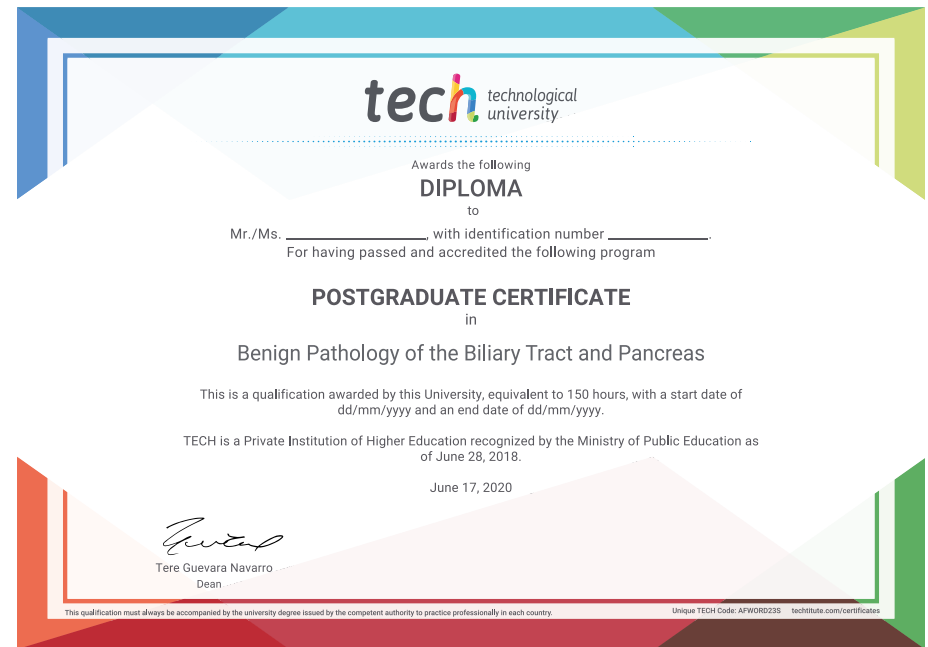 tech technological
university
Awards the following
DIPLOMA
to
Mr./Ms. ____________________, with identification number ______________.
For having passed and accredited the following program
POSTGRADUATE CERTIFICATE
in
Benign Pathology of the Biliary Tract and Pancreas
This is a qualification awarded by this University, equivalent to 150 hours, with a start date of
dd/mm/yyyy and an end date of dd/mm/yyyy.
TECH is a Private Institution of Higher Education recognized by the Ministry of Public Education as
of June 28, 2018.
June 17, 2020
Tere Guevara Navarro
Dean
This qualification must always be accompanied by the university degree issued by the competent authority to practice professionally in each country.
Unique TECH Code: AFWORD23S techtitute.com/certificates